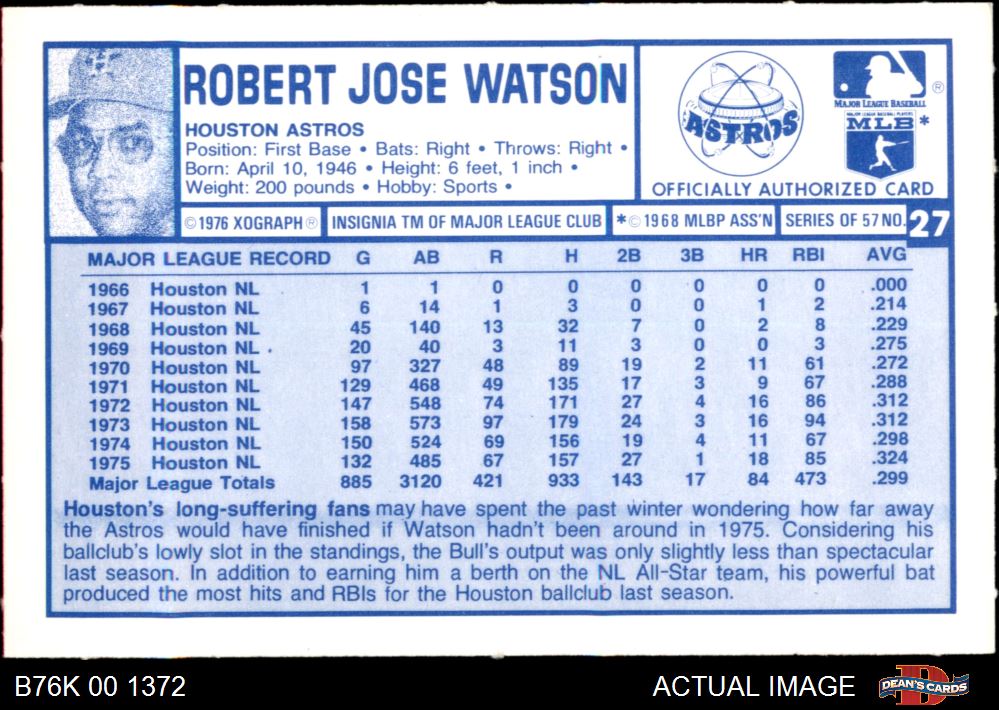 ROBERT JOSE WATSON
HOUSTON ASTROS
Position: First Base • Bats: Right • Throws: Right •
Born: April 10, 1946 • Height: 6 feet, 1 inch •
Weight: 200 pounds • Hobby: Sports •
H
ASTROS
®
MAJOR LEAGUE BASEBALL
MAJOR LEAGUE BASEBALL PLAYERS
MLB *
OFFICIALLY AUTHORIZED CARD
©1976 XOGRAPH® INSIGNIA TM OF MAJOR LEAGUE CLUB *©1968 MLBP ASS'N SERIES OF 57 NO. 27
MAJOR LEAGUE RECORD G AB R H 2B 3B HR RBI AVG
1966 Houston NL 1 1 0 0 0 0 0 0 .000
1967 Houston NL 6 14 1 3 0 0 1 2 .214
1968 Houston NL 45 140 13 32 7 0 2 8 .229
1969 Houston NL 20 40 3 11 3 0 0 3 .275
1970 Houston NL 97 327 48 89 19 2 11 61 .272
1971 Houston NL 129 468 49 135 17 3 9 67 .288
1972 Houston NL 147 548 74 171 27 4 16 86 .312
1973 Houston NL 158 573 97 179 24 3 16 94 .312
1974 Houston NL 150 524 69 156 19 4 11 67 .298
1975 Houston NL 132 485 67 157 27 1 18 85 .324
Major League Totals 885 3120 421 933 143 17 84 473 .299
Houston's long-suffering fans may have spent the past winter wondering how far away
the Astros would have finished if Watson hadn't been around in 1975. Considering his
ballclub's lowly slot in the standings, the Bull's output was only slightly less than spectacular
last season. In addition to earning him a berth on the NL All-Star team, his powerful bat
produced the most hits and RBIs for the Houston ballclub last season.
B76K 00 1372
ACTUAL IMAGE
D
DEAN'S CARDS